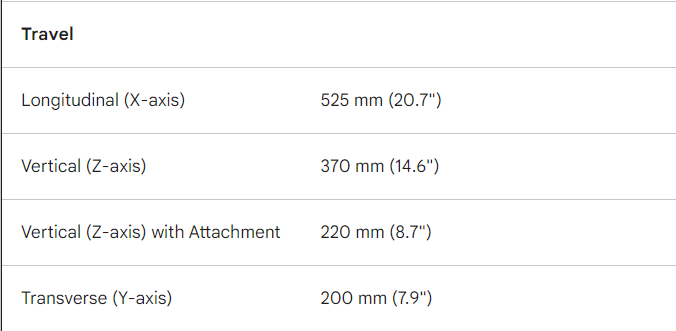 Travel
Longitudinal (X-axis) 525 mm (20.7")
Vertical (Z-axis) 370 mm (14.6")
Vertical (Z-axis) with Attachment 220 mm (8.7")
Transverse (Y-axis) 200 mm (7.9")